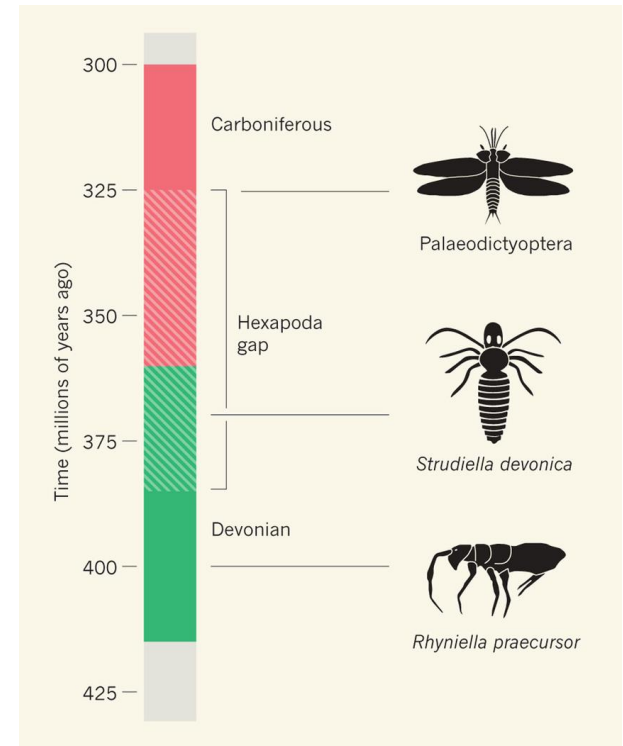 300
Carboniferous
325
Palaeodictyoptera
350
Hexapoda
gap
Time (millions of years ago)
375
Strudiella devonica
Devonian
400
Rhyniella praecursor
425